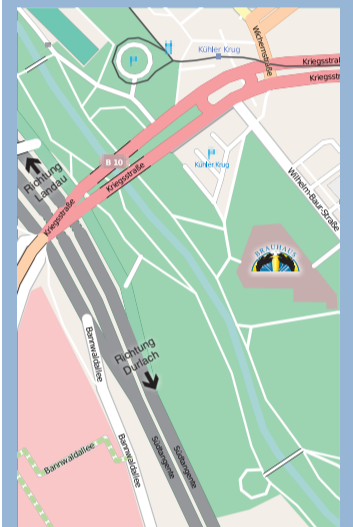 Wichernstraße
Kühler Krug
Kriegsstraß
Kriegsstr
B 10
Kriegsstraße
Kühler Krug
Richtung
Landau
Wilhelm-Baur-Straße
Kriegsstraße
BRAUHAUS
Richtung
Durlach
Bannwaldallee
Bannwaldallee
Bannwaldallee
Südtangente
Südtangente